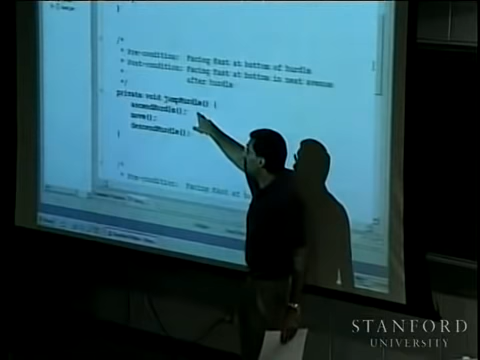 /*
* Pre-condition: Facing East at bottom of hurdle
* Post-condition: Facing East at bottom in next avenue
* after hurdle
*/
private void jumpHurdle() {
ascendHurdle();
move();
descendHurdle();
}
/*
* Pre-condition: Facing East at bo
STANFORD
UNIVERSITY